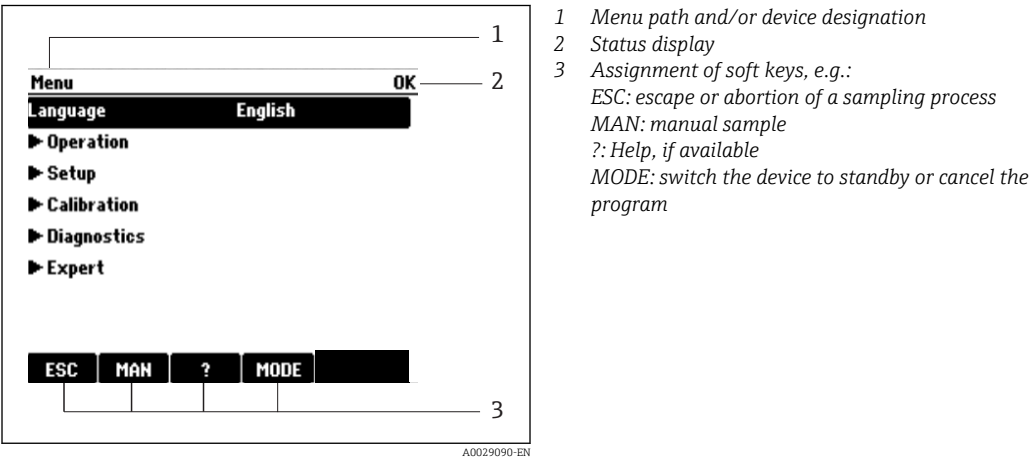 1
Menu OK
2
Language English
Operation
Setup
Calibration
Diagnostics
Expert
ESC MAN ? MODE
3
A0029090-EN
1 Menu path and/or device designation
2 Status display
3 Assignment of soft keys, e.g.:
ESC: escape or abortion of a sampling process
MAN: manual sample
?: Help, if available
MODE: switch the device to standby or cancel the
program